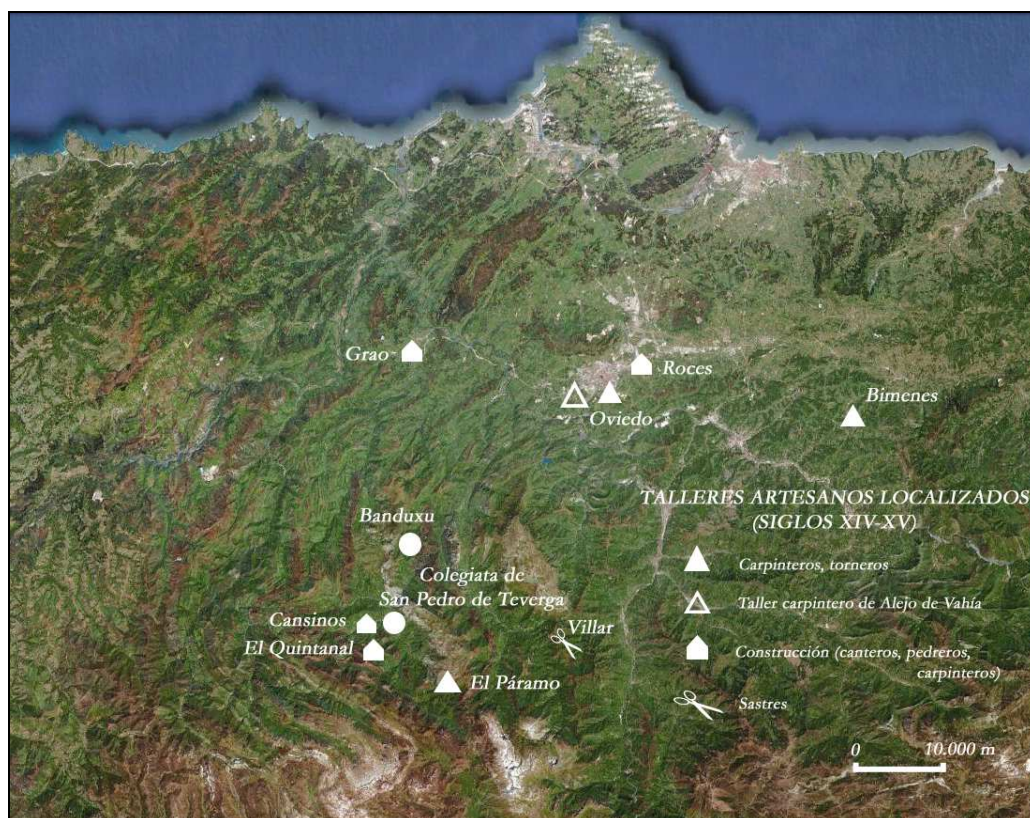 Grao
Roces
Oviedo
Bimenes
TALLERES ARTESANOS LOCALIZADOS
(SIGLOS XIV-XV)
Banduxu
Carpinteros, torneros
Colegiata de
San Pedro de Teverga
Taller carpintero de Alejo de Vahía
Cansinos
Villar
El Quintanal
Construcción (canteros, pedreros,
carpinteros)
El Páramo
Sastres
0 10.000 m